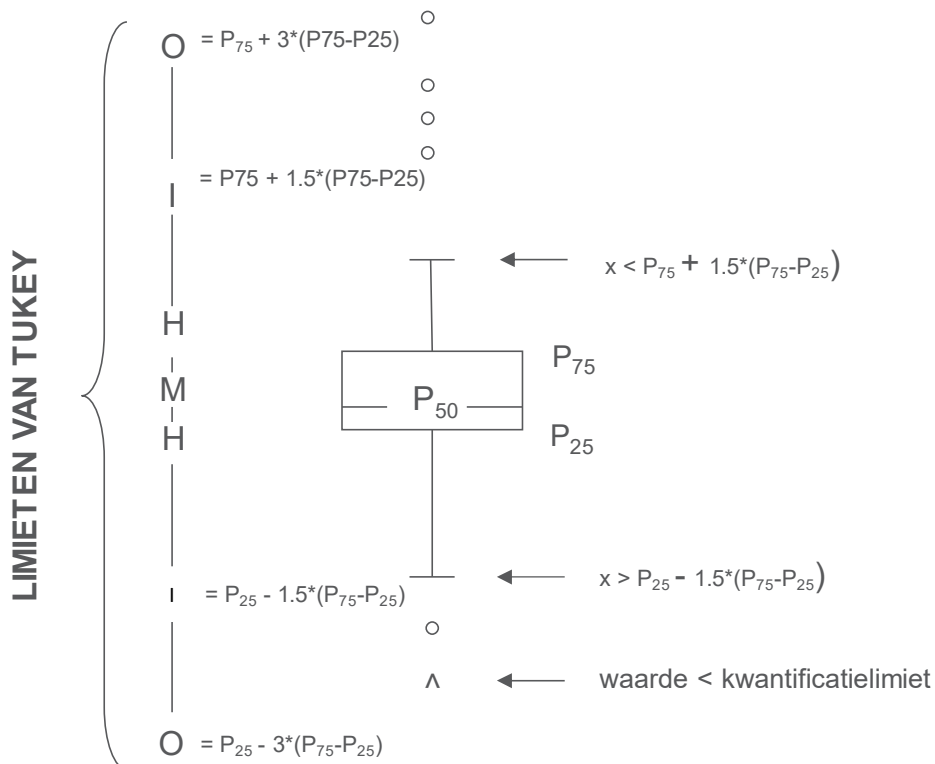 LIMIETEN VAN TUKEY
O = P₇₅ + 3*(P75-P25)
I = P75 + 1.5*(P75-P25)
H
M
H
I = P₂₅ - 1.5*(P₇₅-P₂₅)
O = P₂₅ - 3*(P₇₅-P₂₅)
x < P₇₅ + 1.5*(P₇₅-P₂₅)
P₇₅
P₅₀
P₂₅
x > P₂₅ - 1.5*(P₇₅-P₂₅)
^ waarde < kwantificatielimiet